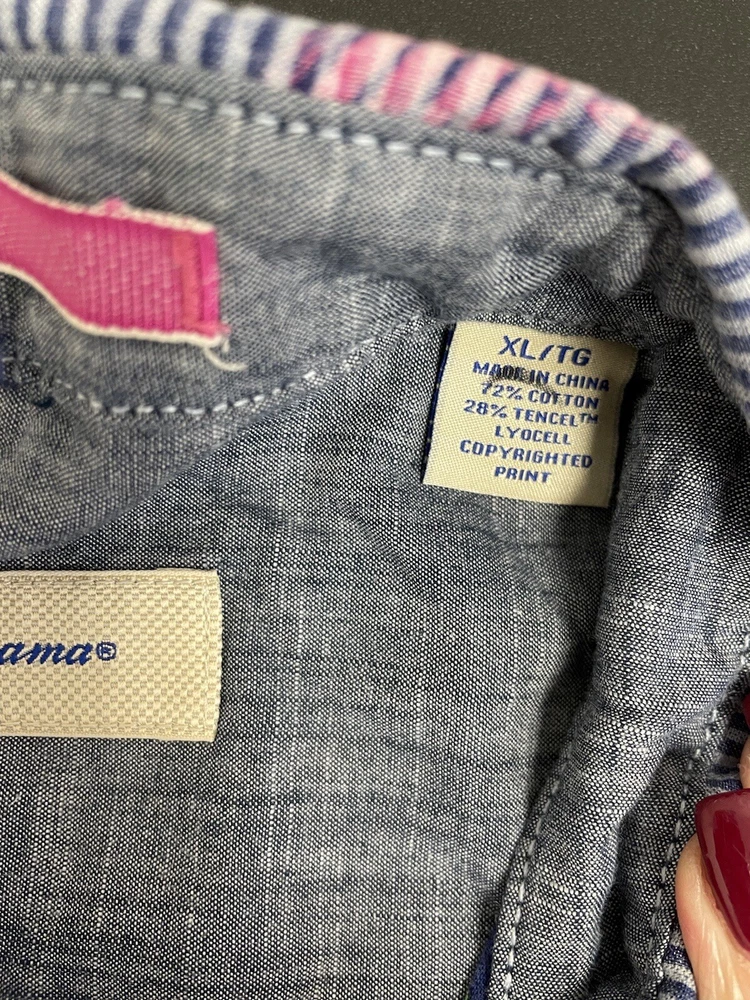 XL/TG
MADE IN CHINA
72% COTTON
28% TENCEL™
LYOCELL
COPYRIGHTED
PRINT
ama®